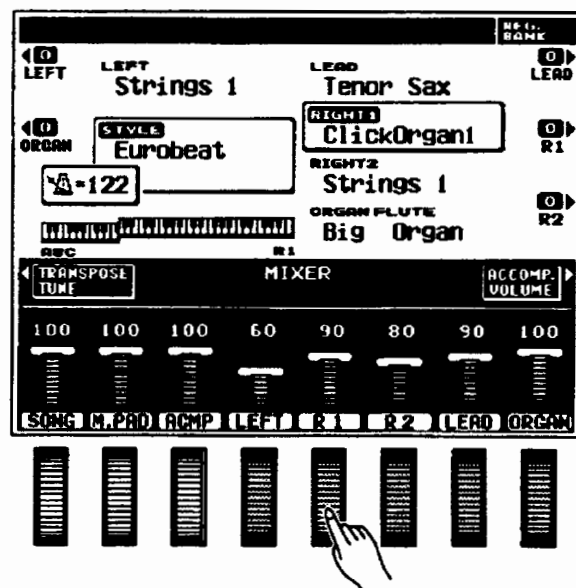 REG.
BANK
0 LEFT
LEFT
Strings 1
LEAD
Tenor Sax
0 LEAD
0 ORGAN
STYLE
Eurobeat
RIGHT1
ClickOrgan1
0 R1
=122
RIGHT2
Strings 1
0 R2
ORGAN FLUTE
Big Organ
ABC R1
TRANSPOSE
TUNE
MIXER
ACCOMP.
VOLUME
100 100 100 60 90 80 90 100
SONG M.PAD ACMP LEFT R1 R2 LEAD ORGAN